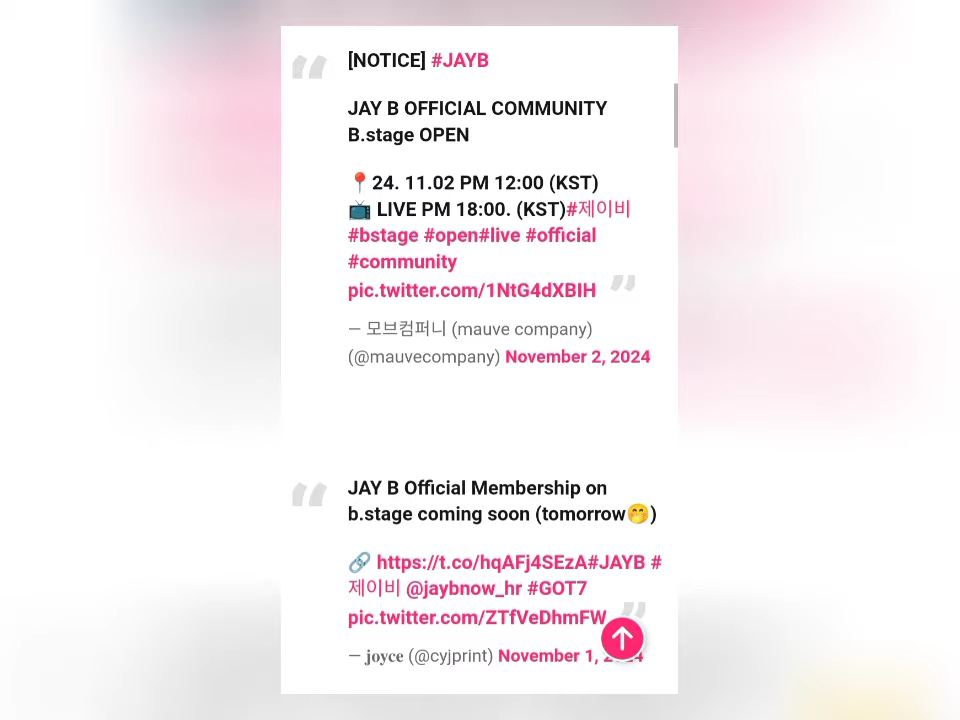 [NOTICE] #JAYB
JAY B OFFICIAL COMMUNITY
B.stage OPEN
📍24. 11.02 PM 12:00 (KST)
📺 LIVE PM 18:00. (KST)#제이비
#bstage #open#live #official
#community
pic.twitter.com/1NtG4dXBIH
— 모브컴퍼니 (mauve company)
(@mauvecompany) November 2, 2024
JAY B Official Membership on
b.stage coming soon (tomorrow🤭)
🔗 https://t.co/hqAFj4SEzA#JAYB #
제이비 @jaybnow_hr #GOT7
pic.twitter.com/ZTfVeDhmFW
— joyce (@cyjprint) November 1,